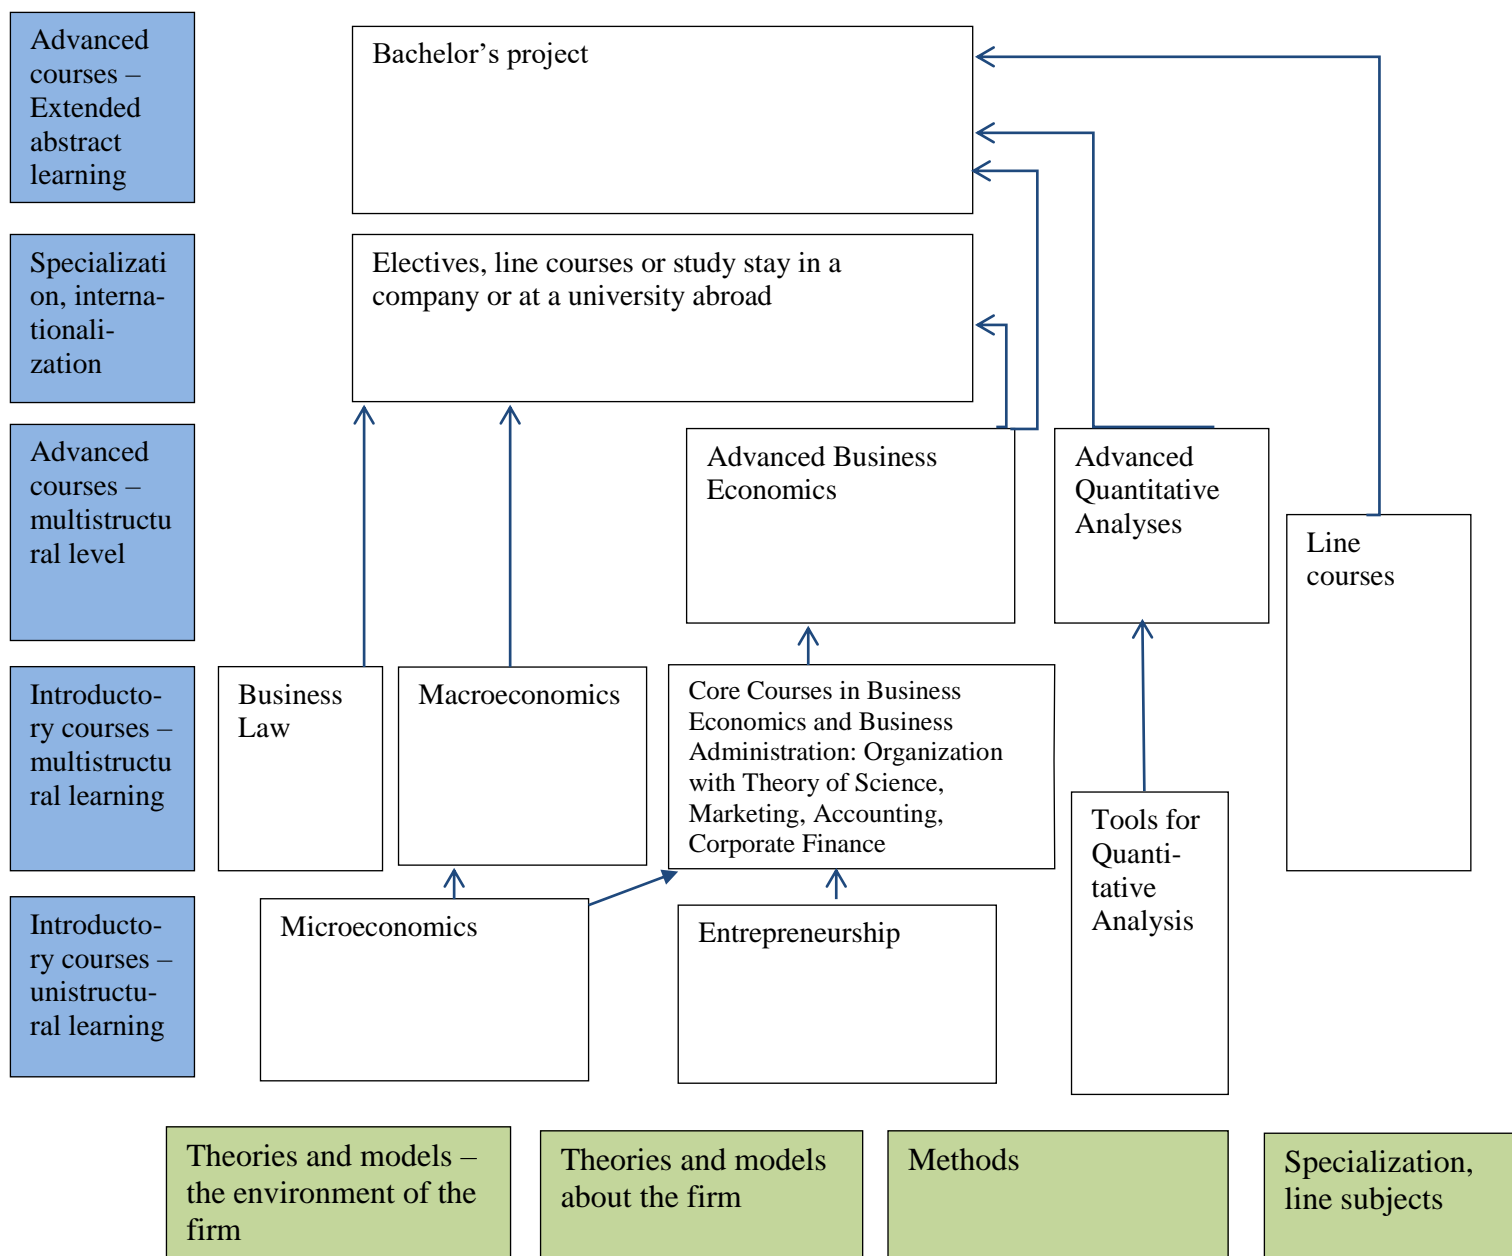 Advanced
courses –
Extended
abstract
learning
Bachelor’s project
Specializati
on, interna-
tionali-
zation
Electives, line courses or study stay in a
company or at a university abroad
Advanced
courses –
multistructu
ral level
Advanced Business
Economics
Advanced
Quantitative
Analyses
Line
courses
Introducto-
ry courses –
multistructu
ral learning
Business
Law
Macroeconomics
Core Courses in Business
Economics and Business
Administration: Organization
with Theory of Science,
Marketing, Accounting,
Corporate Finance
Tools for
Quanti-
tative
Analysis
Introducto-
ry courses –
unistructu-
ral learning
Microeconomics
Entrepreneurship
Theories and models –
the environment of the
firm
Theories and models
about the firm
Methods
Specialization,
line subjects